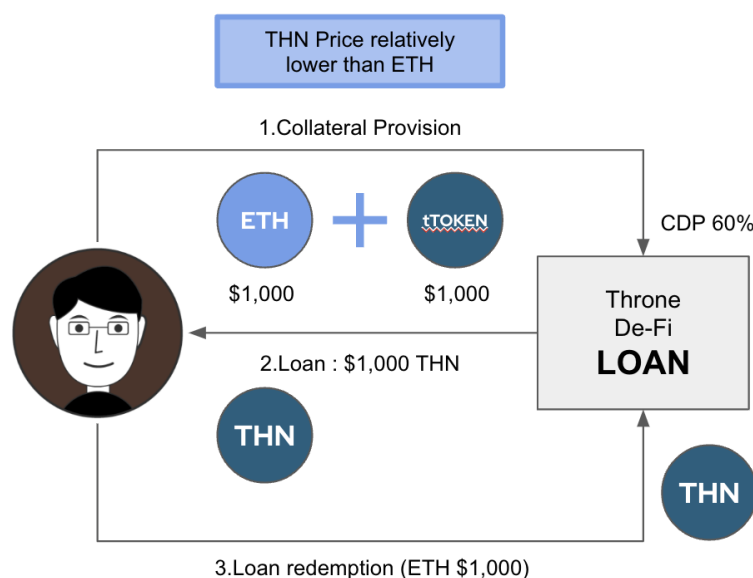 THN Price relatively
lower than ETH
1.Collateral Provision
ETH
tTOKEN
CDP 60%
$1,000
$1,000
Throne
De-Fi
LOAN
2.Loan : $1,000 THN
THN
THN
3.Loan redemption (ETH $1,000)